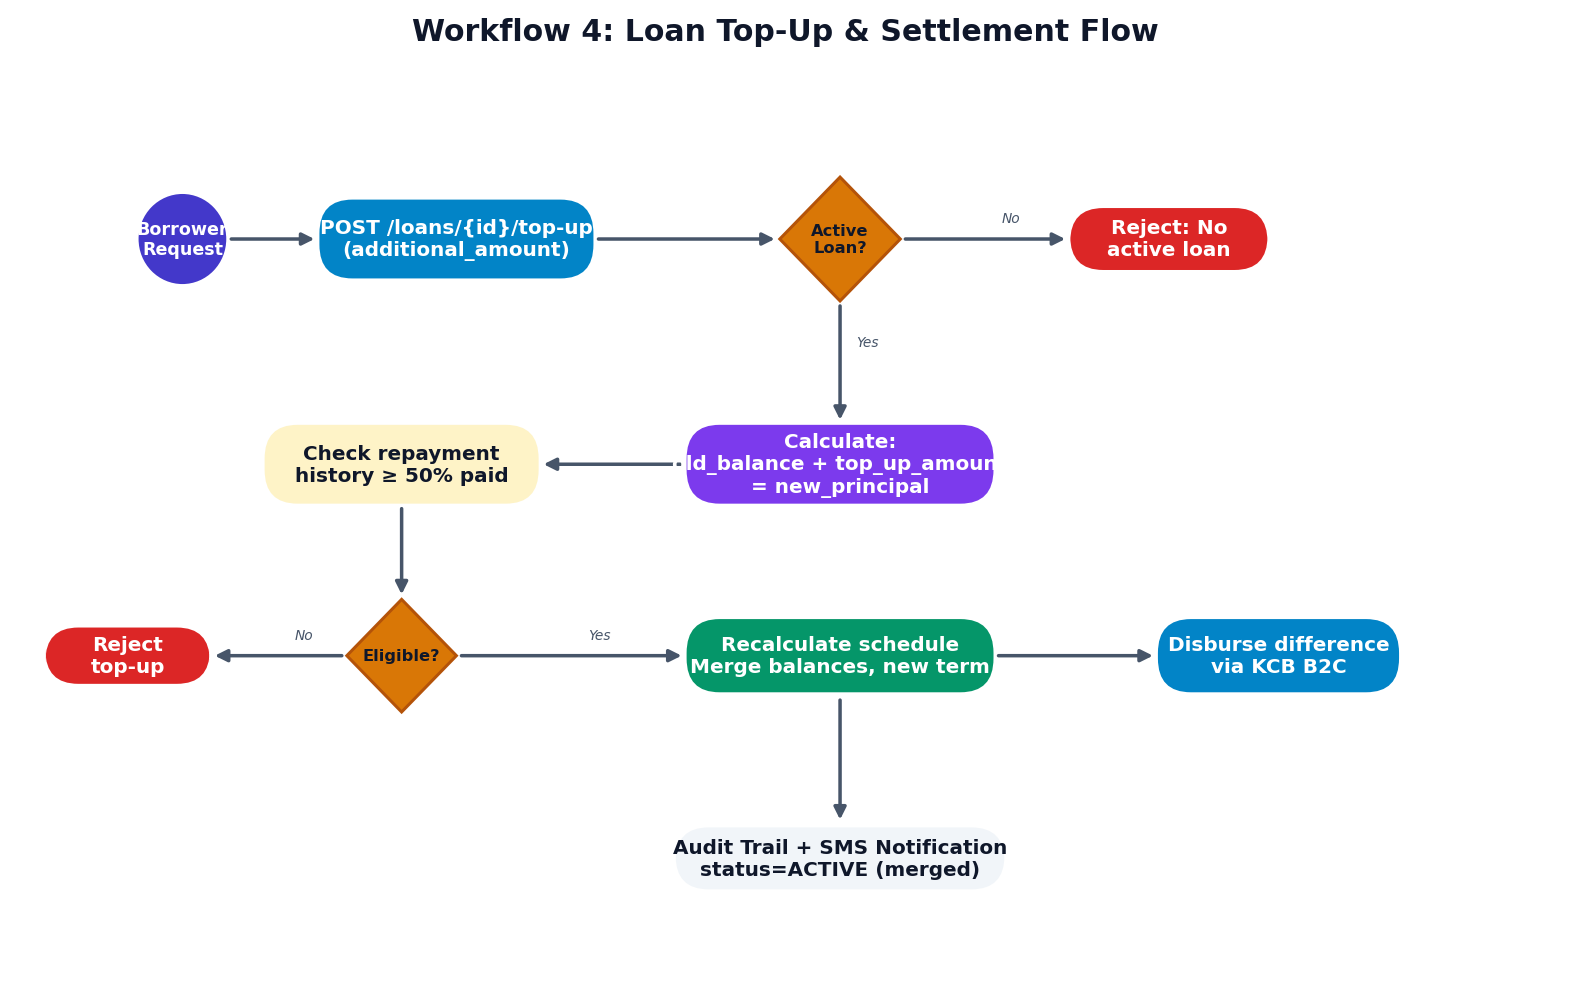 Workflow 4: Loan Top-Up & Settlement Flow
Borrower
Request
POST /loans/{id}/top-up
(additional_amount)
Active
Loan?
No
Reject: No
active loan
Yes
Calculate:
ld_balance + top_up_amoun
= new_principal
Check repayment
history ≥ 50% paid
Reject
top-up
No
Eligible?
Yes
Recalculate schedule
Merge balances, new term
Disburse difference
via KCB B2C
Audit Trail + SMS Notification
status=ACTIVE (merged)